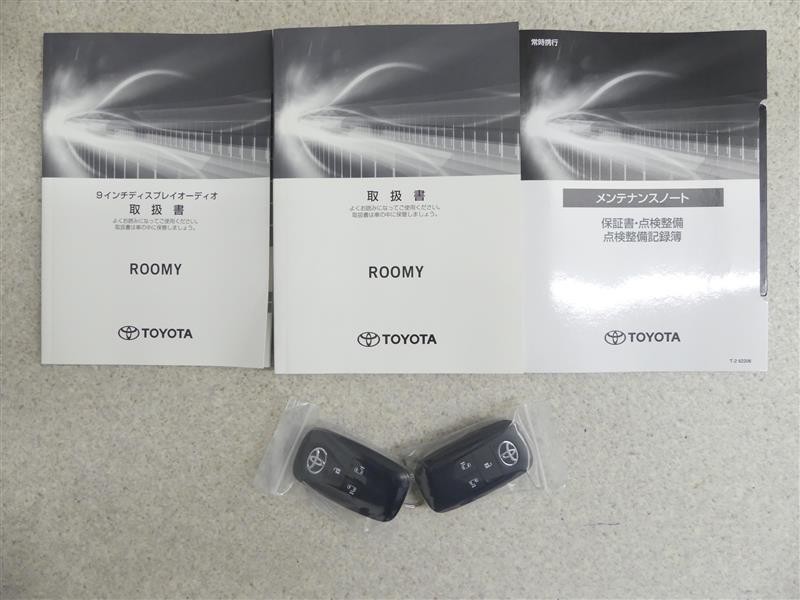 9インチディスプレイオーディオ
取扱書
よくお読みになってご使用ください。
取扱書は車の中に保管しましょう。
ROOMY
TOYOTA
取扱書
よくお読みになってご使用ください。
取扱書は車の中に保管しましょう。
ROOMY
TOYOTA
常時携行
メンテナンスノート
保証書・点検整備
点検整備記録簿
TOYOTA